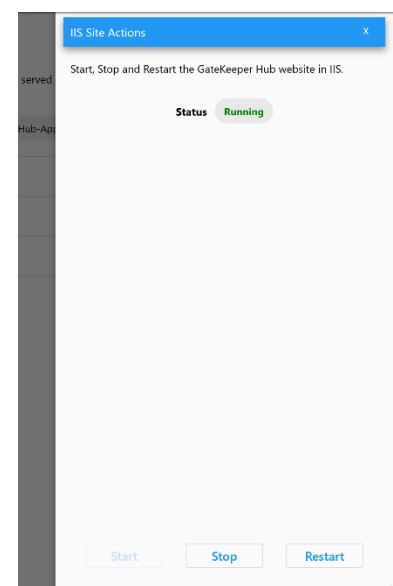 IIS Site Actions X
Start, Stop and Restart the GateKeeper Hub website in IIS.
served
Status Running
Hub-App
Start Stop Restart